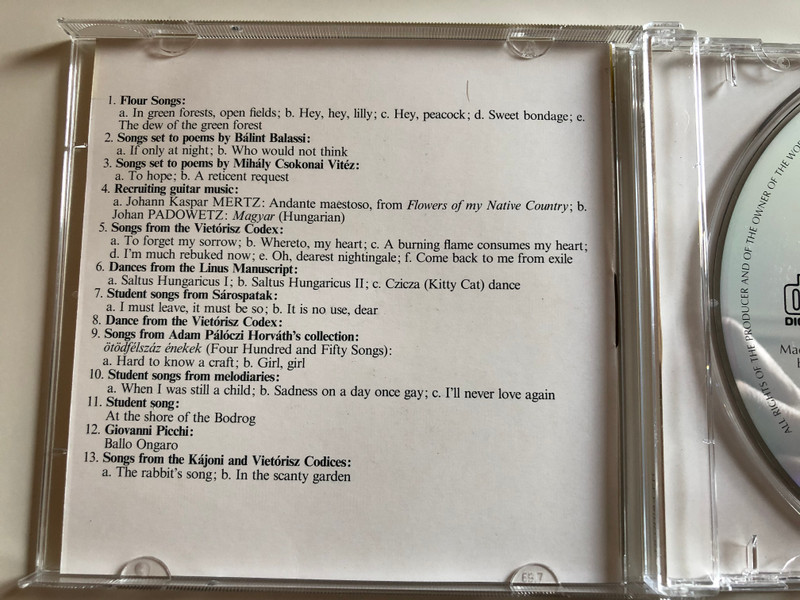 1. Flour Songs:
a. In green forests, open fields; b. Hey, hey, lilly; c. Hey, peacock; d. Sweet bondage; e.
The dew of the green forest
2. Songs set to poems by Bálint Balassi:
a. If only at night; b. Who would not think
3. Songs set to poems by Mihály Csokonai Vitéz:
a. To hope; b. A reticent request
4. Recruiting guitar music:
a. Johann Kaspar MERTZ: Andante maestoso, from Flowers of my Native Country; b.
Johan PADOWETZ: Magyar (Hungarian)
5. Songs from the Vietórisz Codex:
a. To forget my sorrow; b. Whereto, my heart; c. A burning flame consumes my heart;
d. I'm much rebuked now; e. Oh, dearest nightingale; f. Come back to me from exile
6. Dances from the Linus Manuscript:
a. Saltus Hungaricus I; b. Saltus Hungaricus II; c. Czicza (Kitty Cat) dance
7. Student songs from Sárospatak:
a. I must leave, it must be so; b. It is no use, dear
8. Dance from the Vietórisz Codex:
9. Songs from Adam Pálóczi Horváth's collection:
ötödfélszáz énekek (Four Hundred and Fifty Songs):
a. Hard to know a craft; b. Girl, girl
10. Student songs from melodiaries:
a. When I was still a child; b. Sadness on a day once gay; c. I'll never love again
11. Student song:
At the shore of the Bodrog
12. Giovanni Picchi:
Ballo Ongaro
13. Songs from the Kájoni and Vietórisz Codices:
a. The rabbit's song; b. In the scanty garden
69.7
ALL RIGHTS OF THE PRODUCER AND OF THE OWNER OF THE